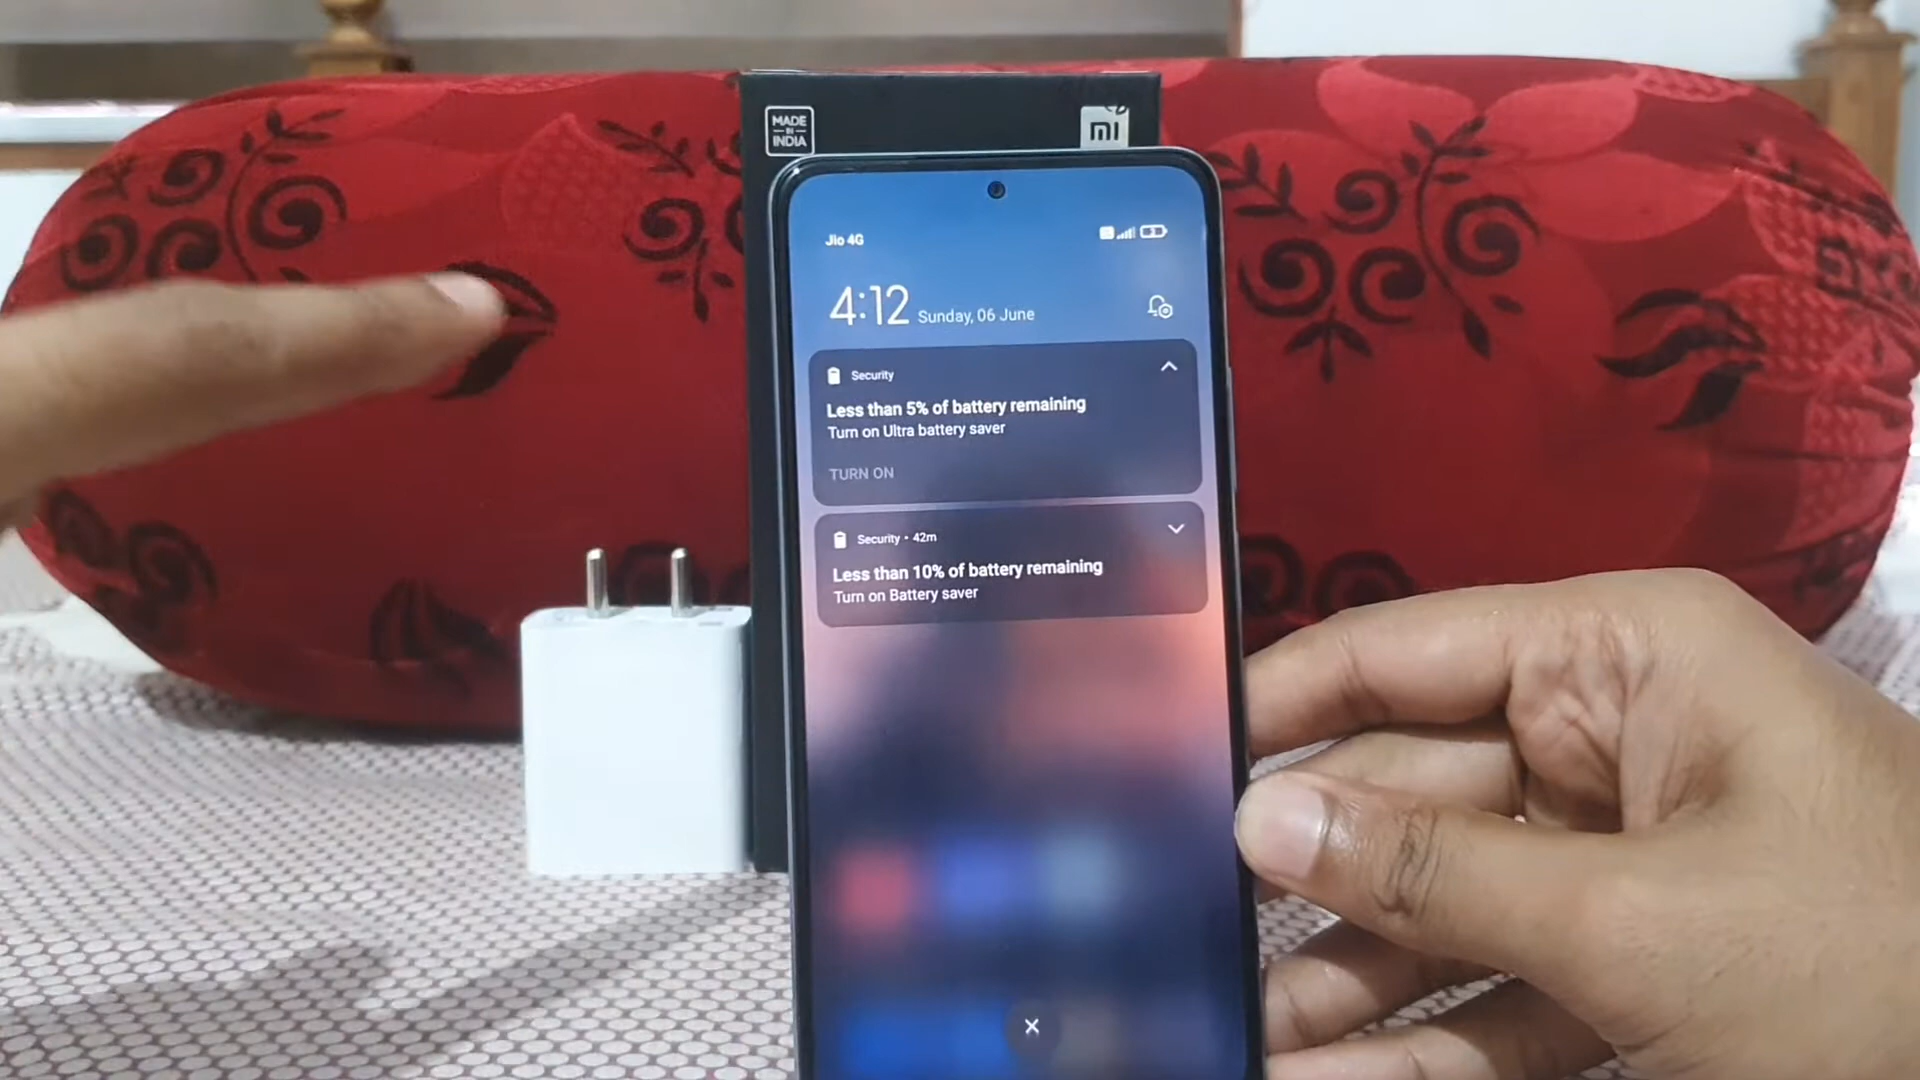 MADE
IN
INDIA
mi
Jio 4G
4:12 Sunday, 06 June
Security
Less than 5% of battery remaining
Turn on Ultra battery saver
TURN ON
Security • 42m
Less than 10% of battery remaining
Turn on Battery saver